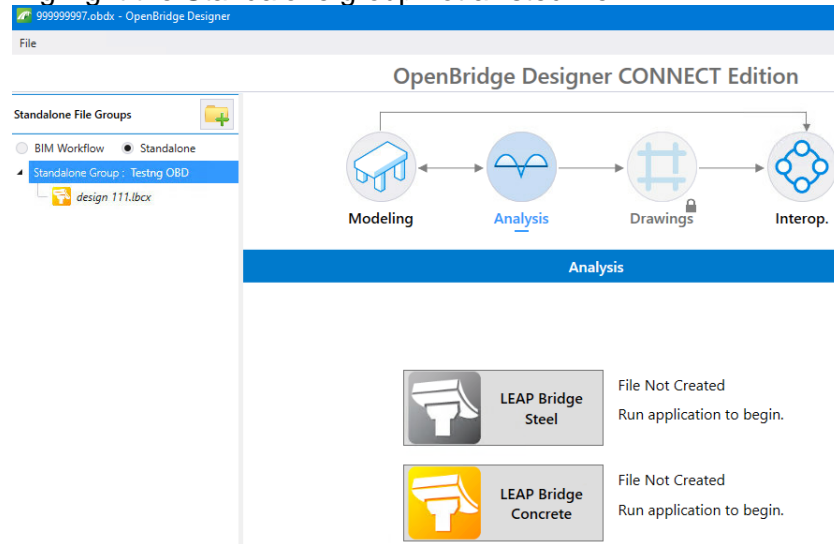 999999997.obdx - OpenBridge Designer
File
OpenBridge Designer CONNECT Edition
Standalone File Groups
BIM Workflow Standalone
Standalone Group : Testng OBD
design 111.lbcx
Modeling Analysis Drawings Interop.
Analysis
LEAP Bridge
Steel
File Not Created
Run application to begin.
LEAP Bridge
Concrete
File Not Created
Run application to begin.